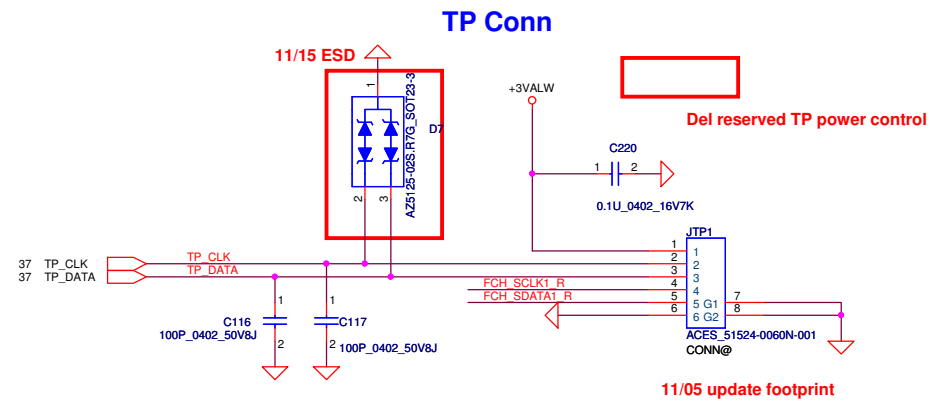 TP Conn
11/15 ESD
1
AZ5125-02S.R7G_SOT23-3
D7
2
3
+3VALW
Del reserved TP power control
C220
1
2
0.1U_0402_16V7K
JTP1
1
2
3
4
5
6
1
2
3
4
5 G1
6 G2
7
8
ACES_51524-0060N-001
CONN@
11/05 update footprint
37 TP_CLK
37 TP_DATA
TP_CLK
TP_DATA
FCH_SCLK1_R
FCH_SDATA1_R
1
C116
100P_0402_50V8J
2
1
C117
2
100P_0402_50V8J